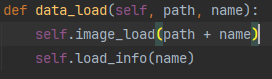 def data_load(self, path, name):
    self.image_load(path + name)
    self.load_info(name)